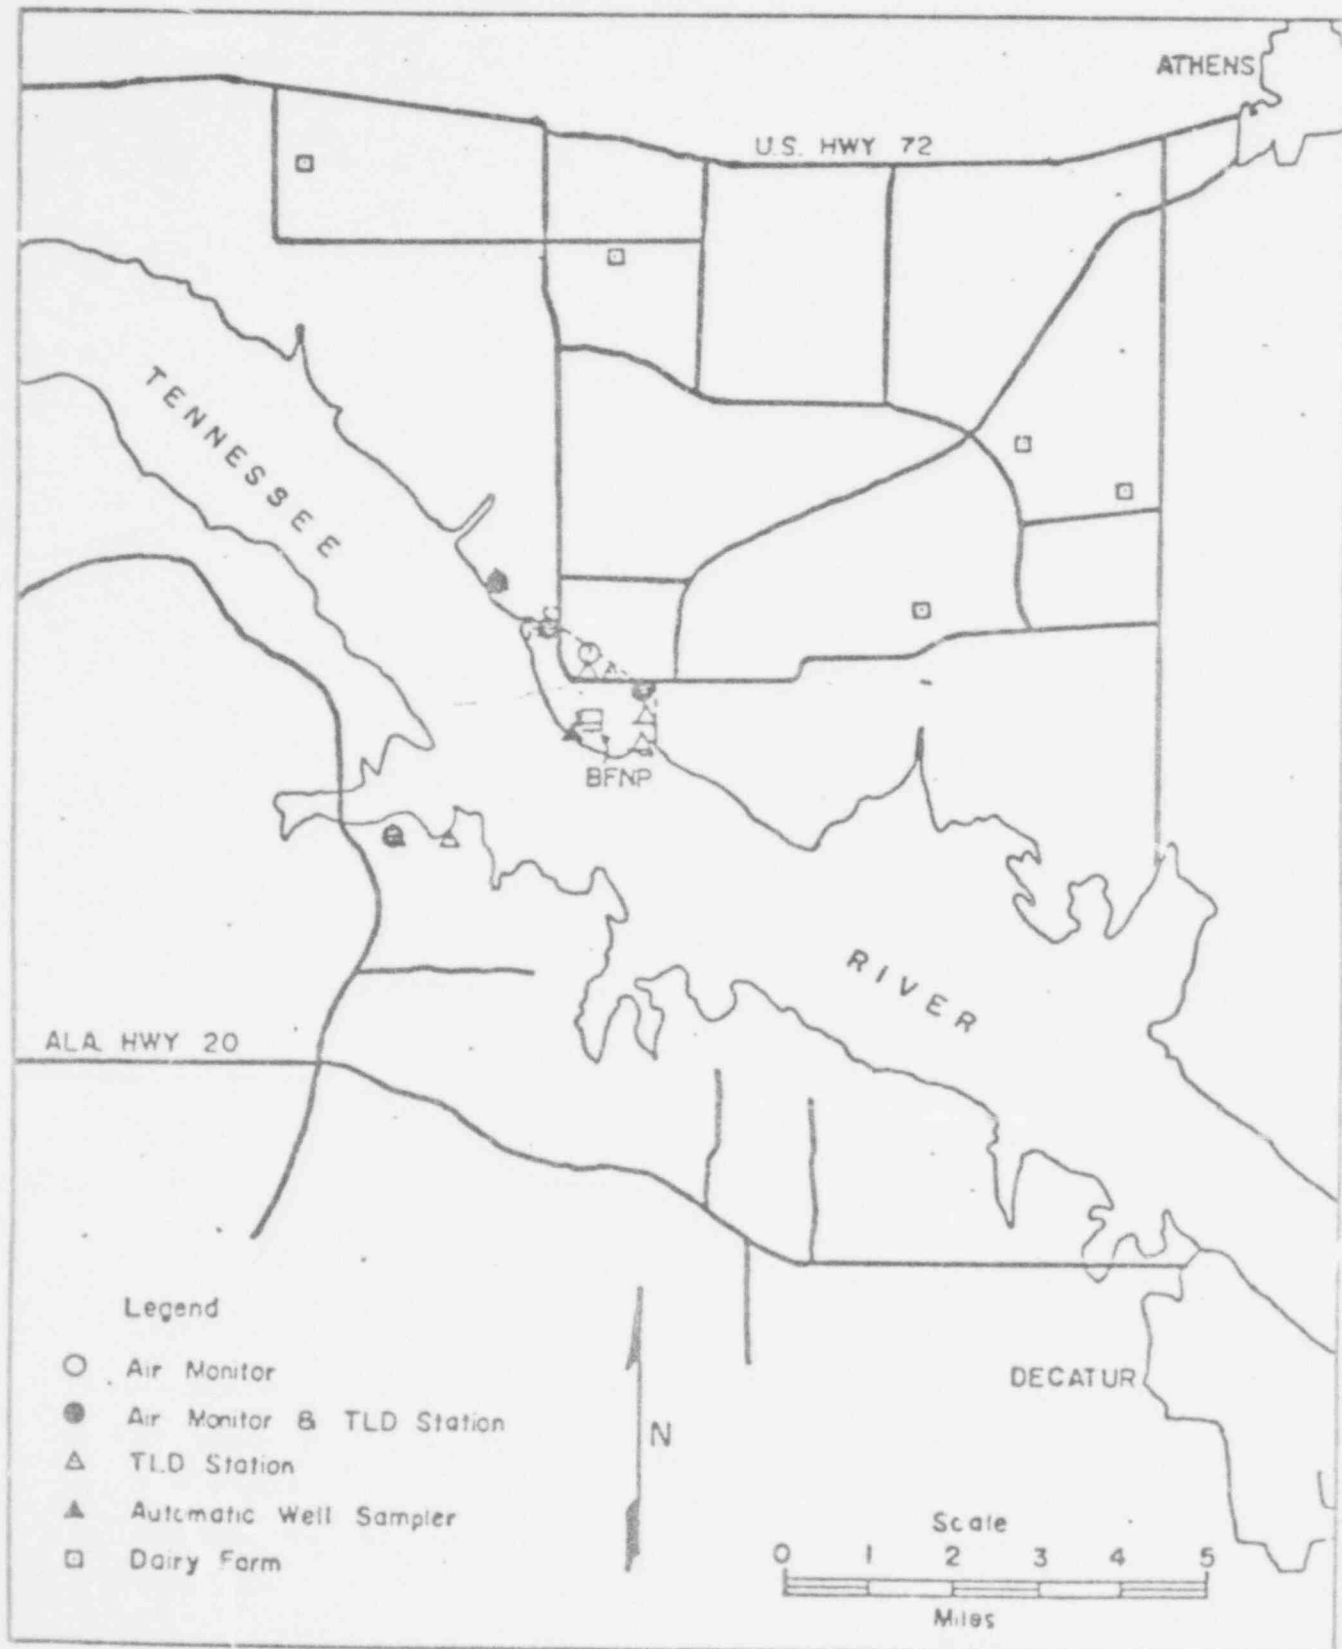 ATHENS
U.S. HWY 72
TENNESSEE
BFNP
RIVER
ALA. HWY 20
Legend
Air Monitor
Air Monitor & TLD Station
TLD Station
Automatic Well Sampler
Dairy Farm
N
DECATUR
Scale
0 1 2 3 4 5
Miles